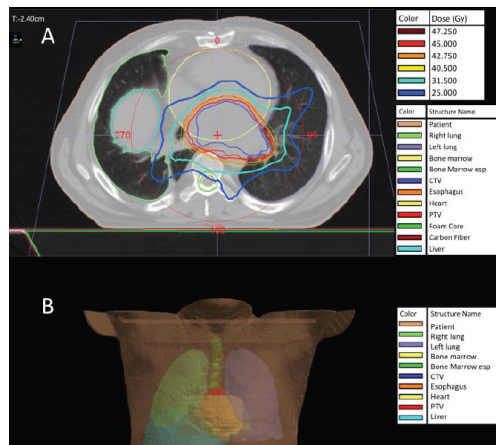 T:-2.40cm
A
0
270
90
180
Color Dose (Gy)
47.250
45.000
42.750
40.500
31.500
25.000
Color Structure Name
Patient
Right lung
Left lung
Bone marrow
Bone Marrow esp
CTV
Esophagus
Heart
PTV
Foam Core
Carbon Fiber
Liver
B
Color Structure Name
Patient
Right lung
Left lung
Bone marrow
Bone Marrow esp
CTV
Esophagus
Heart
PTV
Liver